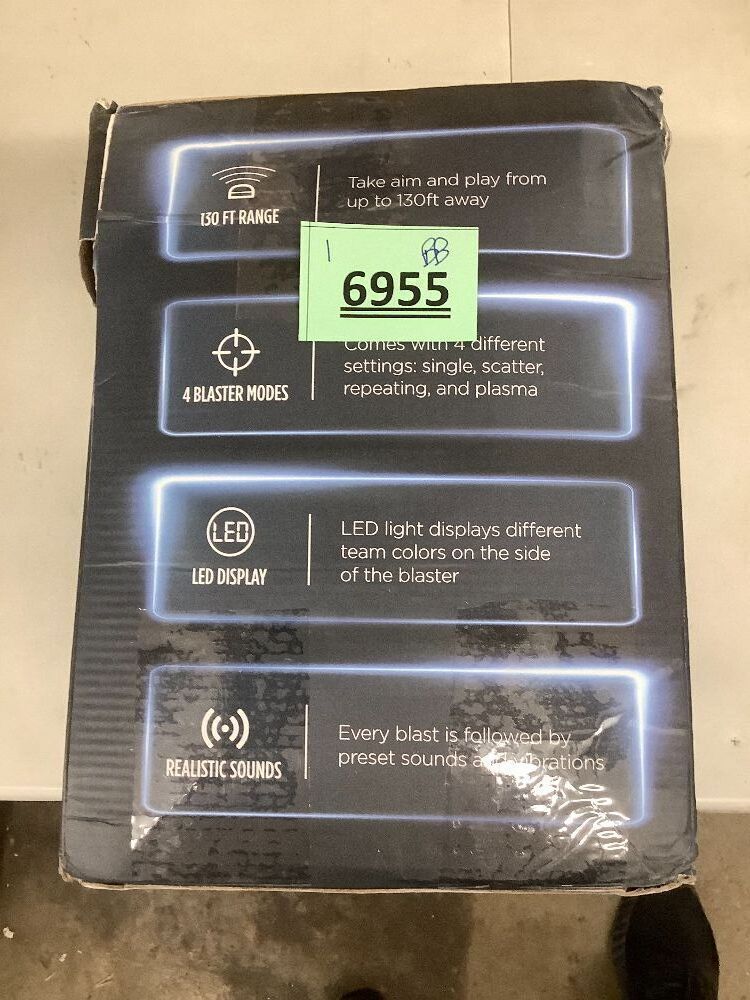 130 FT RANGE
Take aim and play from
up to 130ft away
1 BB
6955
4 BLASTER MODES
Comes with 4 different
settings: single, scatter,
repeating, and plasma
LED
LED DISPLAY
LED light displays different
team colors on the side
of the blaster
REALISTIC SOUNDS
Every blast is followed by
preset sounds and vibrations